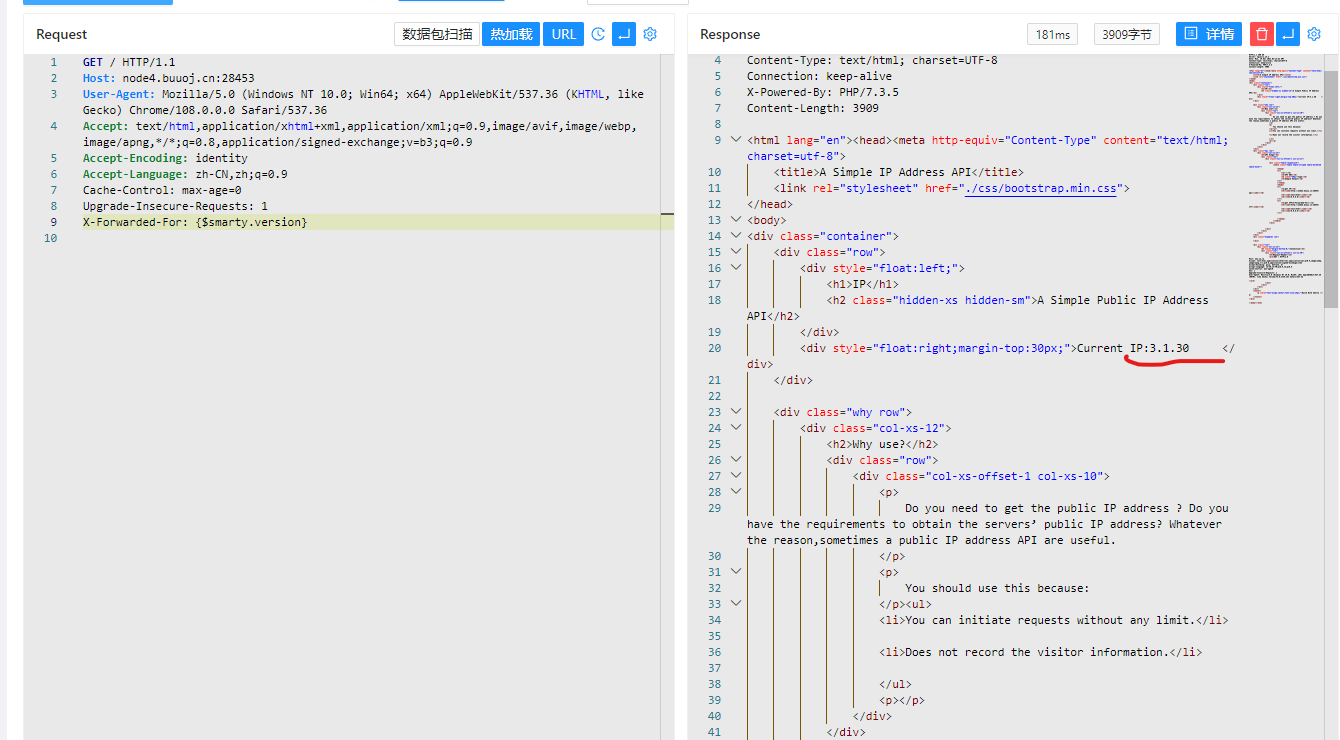 Request 数据包扫描 热加载 URL
1 GET / HTTP/1.1
2 Host: node4.buuoj.cn:28453
3 User-Agent: Mozilla/5.0 (Windows NT 10.0; Win64; x64) AppleWebKit/537.36 (KHTML, like
Gecko) Chrome/108.0.0.0 Safari/537.36
4 Accept: text/html,application/xhtml+xml,application/xml;q=0.9,image/avif,image/webp,
image/apng,*/*;q=0.8,application/signed-exchange;v=b3;q=0.9
5 Accept-Encoding: identity
6 Accept-Language: zh-CN,zh;q=0.9
7 Cache-Control: max-age=0
8 Upgrade-Insecure-Requests: 1
9 X-Forwarded-For: {$smarty.version}
10
Response 181ms 3909字节 详情
4 Content-Type: text/html; charset=UTF-8
5 Connection: keep-alive
6 X-Powered-By: PHP/7.3.5
7 Content-Length: 3909
8
9 <html lang="en"><head><meta http-equiv="Content-Type" content="text/html;
charset=utf-8">
10 <title>A Simple IP Address API</title>
11 <link rel="stylesheet" href="./css/bootstrap.min.css">
12 </head>
13 <body>
14 <div class="container">
15 <div class="row">
16 <div style="float:left;">
17 <h1>IP</h1>
18 <h2 class="hidden-xs hidden-sm">A Simple Public IP Address
API</h2>
19 </div>
20 <div style="float:right;margin-top:30px;">Current IP:3.1.30 </
div>
21 </div>
22
23 <div class="why row">
24 <div class="col-xs-12">
25 <h2>Why use?</h2>
26 <div class="row">
27 <div class="col-xs-offset-1 col-xs-10">
28 <p>
29 Do you need to get the public IP address ? Do you
have the requirements to obtain the servers’ public IP address? Whatever
the reason,sometimes a public IP address API are useful.
30 </p>
31 <p>
32 You should use this because:
33 </p><ul>
34 <li>You can initiate requests without any limit.</li>
35
36 <li>Does not record the visitor information.</li>
37
38 </ul>
39 <p></p>
40 </div>
41 </div>